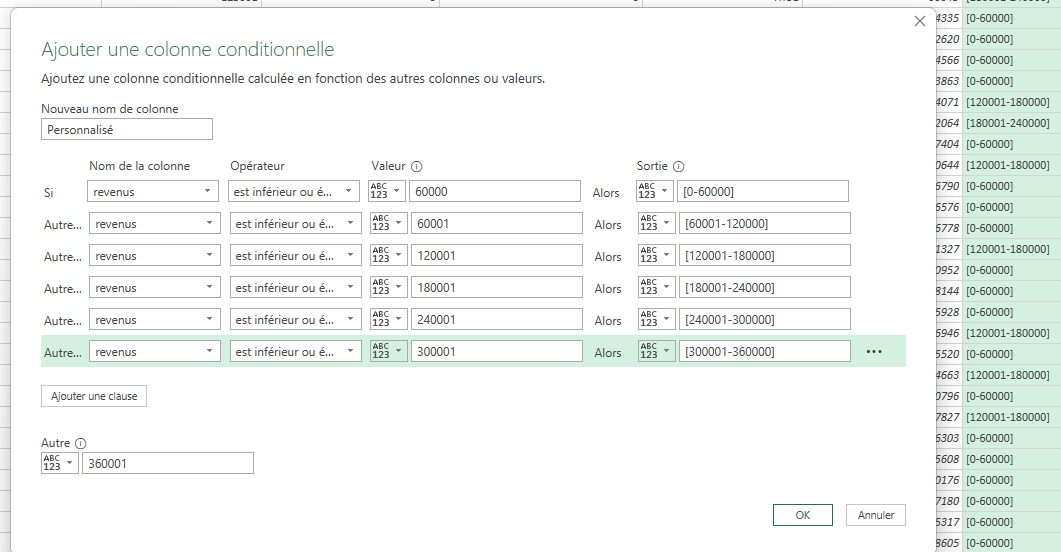 Ajouter une colonne conditionnelle
Ajoutez une colonne conditionnelle calculée en fonction des autres colonnes ou valeurs.
Nouveau nom de colonne
Personnalisé
Nom de la colonne Opérateur Valeur Sortie
Si revenus est inférieur ou é... ABC 123 60000 Alors ABC 123 [0-60000]
Autre... revenus est inférieur ou é... ABC 123 60001 Alors ABC 123 [60001-120000]
Autre... revenus est inférieur ou é... ABC 123 120001 Alors ABC 123 [120001-180000]
Autre... revenus est inférieur ou é... ABC 123 180001 Alors ABC 123 [180001-240000]
Autre... revenus est inférieur ou é... ABC 123 240001 Alors ABC 123 [240001-300000]
Autre... revenus est inférieur ou é... ABC 123 300001 Alors ABC 123 [300001-360000]
Ajouter une clause
Autre
ABC 123 360001
OK Annuler
4335 [0-60000]
2620 [0-60000]
4566 [0-60000]
3863 [0-60000]
4071 [120001-180000]
2064 [180001-240000]
7404 [0-60000]
0644 [120001-180000]
6790 [0-60000]
6576 [0-60000]
6778 [0-60000]
1327 [120001-180000]
0952 [0-60000]
8144 [0-60000]
5928 [0-60000]
6946 [120001-180000]
5520 [0-60000]
4663 [120001-180000]
0796 [0-60000]
7827 [120001-180000]
6303 [0-60000]
5608 [0-60000]
0176 [0-60000]
7180 [0-60000]
5317 [0-60000]
8605 [0-60000]